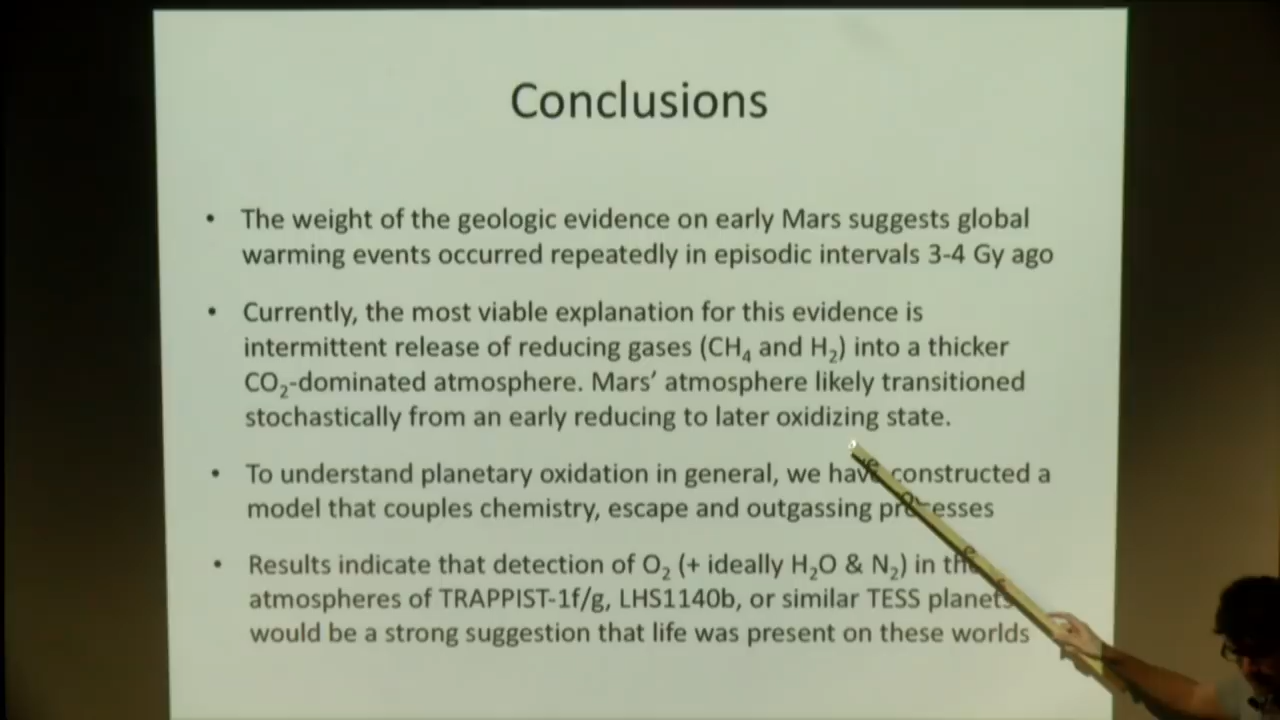 Conclusions
• The weight of the geologic evidence on early Mars suggests global
warming events occurred repeatedly in episodic intervals 3-4 Gy ago
• Currently, the most viable explanation for this evidence is
intermittent release of reducing gases (CH₄ and H₂) into a thicker
CO₂-dominated atmosphere. Mars’ atmosphere likely transitioned
stochastically from an early reducing to later oxidizing state.
• To understand planetary oxidation in general, we have constructed a
model that couples chemistry, escape and outgassing processes
• Results indicate that detection of O₂ (+ ideally H₂O & N₂) in the
atmospheres of TRAPPIST-1f/g, LHS1140b, or similar TESS planets
would be a strong suggestion that life was present on these worlds